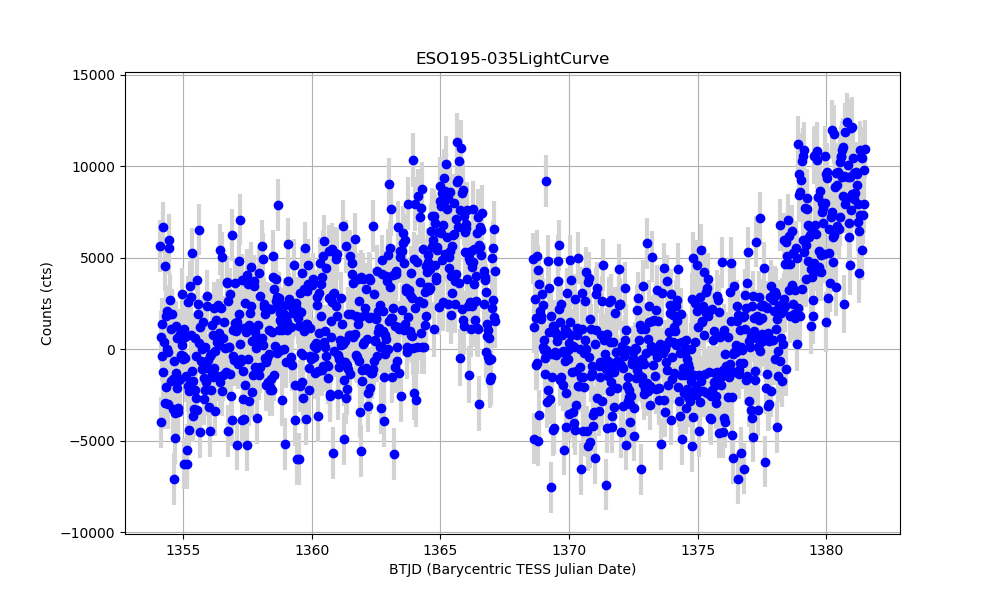 ESO195-035LightCurve
15000
10000
5000
0
−5000
−10000
Counts (cts)
1355 1360 1365 1370 1375 1380
BTJD (Barycentric TESS Julian Date)